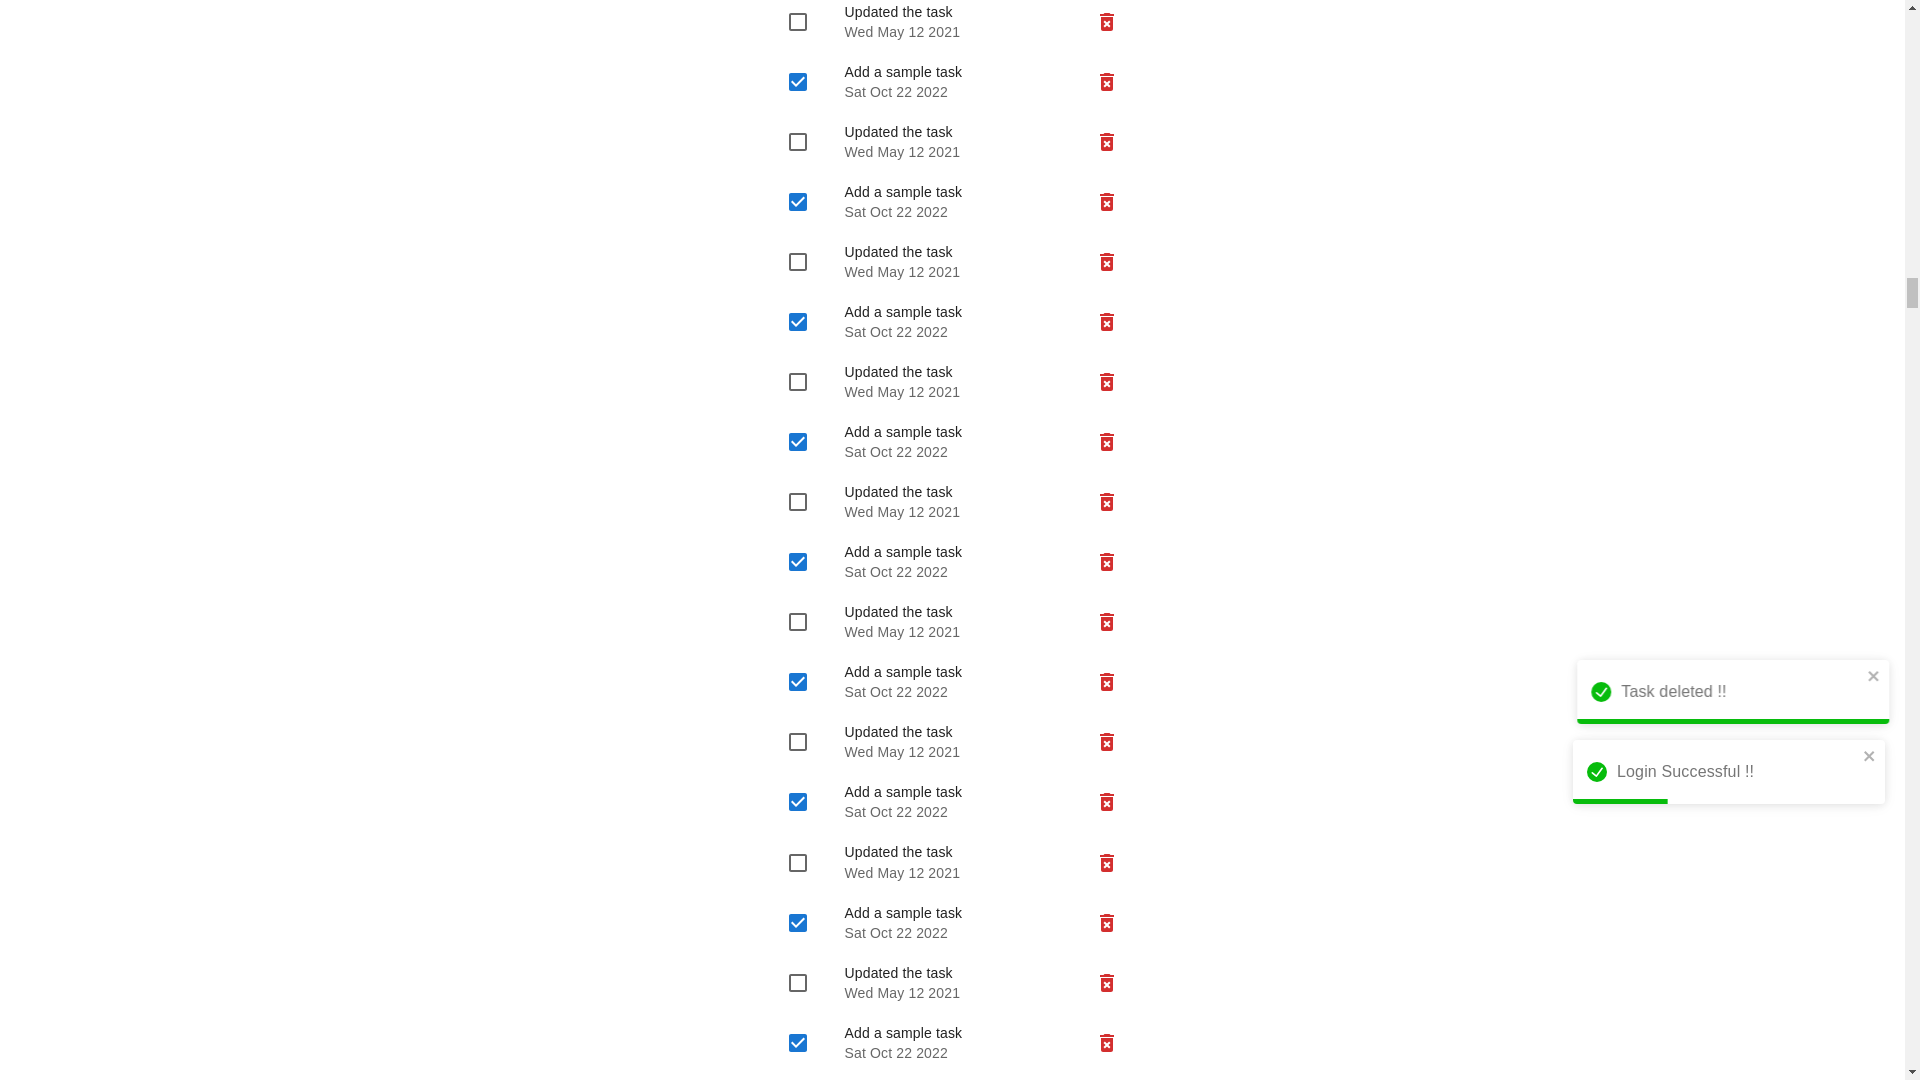 Updated the task
Wed May 12 2021
Add a sample task
Sat Oct 22 2022
Updated the task
Wed May 12 2021
Add a sample task
Sat Oct 22 2022
Updated the task
Wed May 12 2021
Add a sample task
Sat Oct 22 2022
Updated the task
Wed May 12 2021
Add a sample task
Sat Oct 22 2022
Updated the task
Wed May 12 2021
Add a sample task
Sat Oct 22 2022
Updated the task
Wed May 12 2021
Add a sample task
Sat Oct 22 2022
Updated the task
Wed May 12 2021
Add a sample task
Sat Oct 22 2022
Updated the task
Wed May 12 2021
Add a sample task
Sat Oct 22 2022
Updated the task
Wed May 12 2021
Add a sample task
Sat Oct 22 2022
Task deleted !!
Login Successful !!